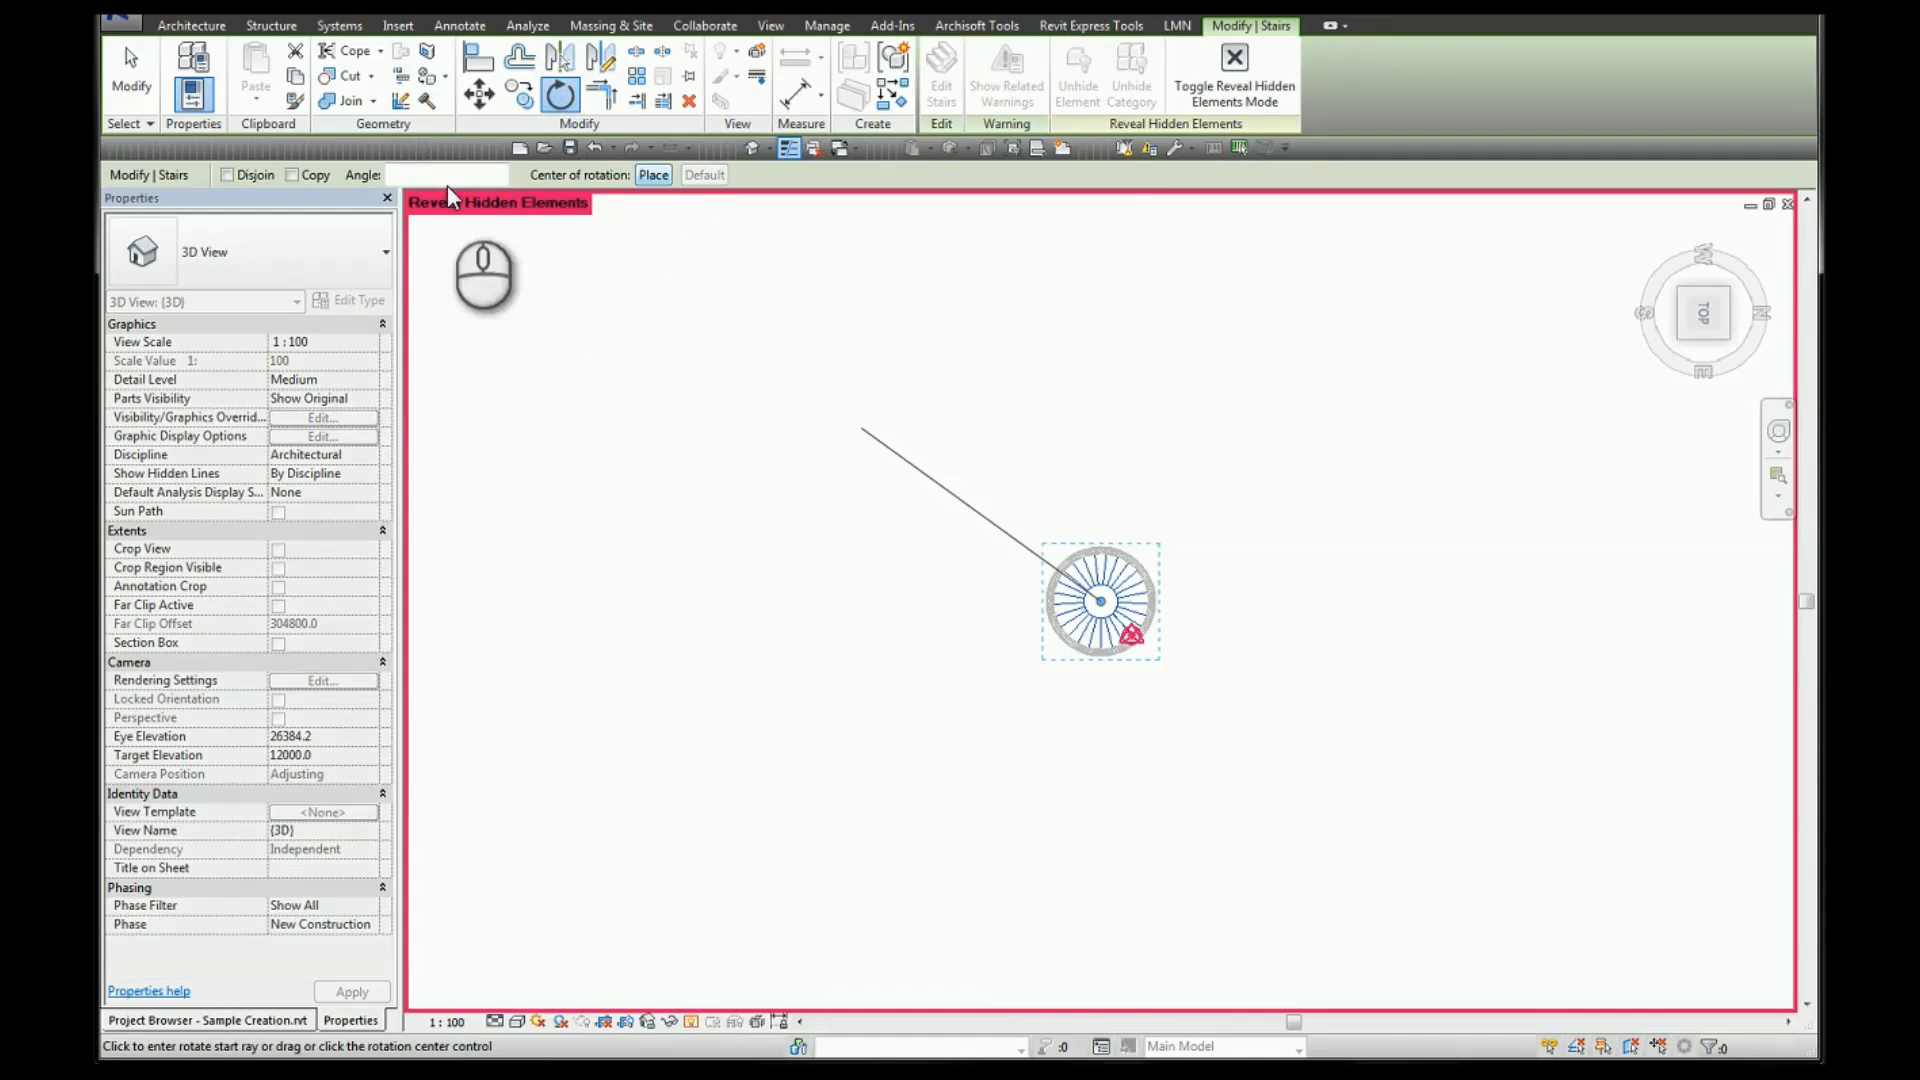 Architecture Structure Systems Insert Annotate Analyze Massing & Site Collaborate View Manage Add-Ins Archisoft Tools Revit Express Tools LMN Modify | Stairs
Modify
Cope
Cut
Join
Paste
Edit Stairs
Show Related Warnings
Unhide Element
Unhide Category
Toggle Reveal Hidden Elements Mode
Select Properties Clipboard Geometry Modify View Measure Create Edit Warning Reveal Hidden Elements
Modify | Stairs Disjoin Copy Angle: Center of rotation: Place Default
Properties
Hidden Elements
3D View
3D View: {3D} Edit Type
Graphics
View Scale 1 : 100
Scale Value 1: 100
Detail Level Medium
Parts Visibility Show Original
Visibility/Graphics Overrid... Edit...
Graphic Display Options Edit...
Discipline Architectural
Show Hidden Lines By Discipline
Default Analysis Display S... None
Sun Path
Extents
Crop View
Crop Region Visible
Annotation Crop
Far Clip Active
Far Clip Offset 304800.0
Section Box
Camera
Rendering Settings Edit...
Locked Orientation
Perspective
Eye Elevation 26384.2
Target Elevation 12000.0
Camera Position Adjusting
Identity Data
View Template <None>
View Name {3D}
Dependency Independent
Title on Sheet
Phasing
Phase Filter Show All
Phase New Construction
Properties help Apply
Project Browser - Sample Creation.rvt Properties
W
S TOP N
E
1 : 100
Click to enter rotate start ray or drag or click the rotation center control
:0 Main Model :0